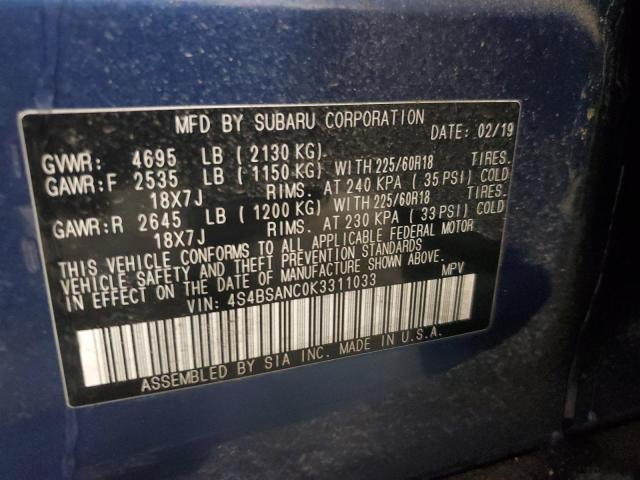 MFD BY SUBARU CORPORATION
DATE: 02/19
GVWR: 4695 LB (2130 KG)
GAWR:F 2535 LB (1150 KG) WITH 225/60R18 TIRES.
18X7J RIMS. AT 240 KPA (35 PSI) COLD
GAWR:R 2645 LB (1200 KG) WITH 225/60R18 TIRES.
18X7J RIMS. AT 230 KPA (33 PSI) COLD
THIS VEHICLE CONFORMS TO ALL APPLICABLE FEDERAL MOTOR
VEHICLE SAFETY AND THEFT PREVENTION STANDARDS
IN EFFECT ON THE DATE OF MANUFACTURE SHOWN ABOVE.
VIN: 4S4BSANC0K3311033 MPV
ASSEMBLED BY SIA INC. MADE IN U.S.A.